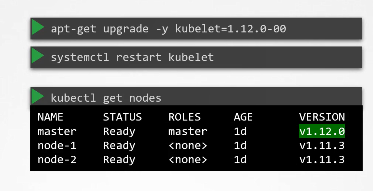 apt-get upgrade -y kubelet=1.12.0-00
systemctl restart kubelet
kubectl get nodes
NAME STATUS ROLES AGE VERSION
master Ready master 1d v1.12.0
node-1 Ready <none> 1d v1.11.3
node-2 Ready <none> 1d v1.11.3